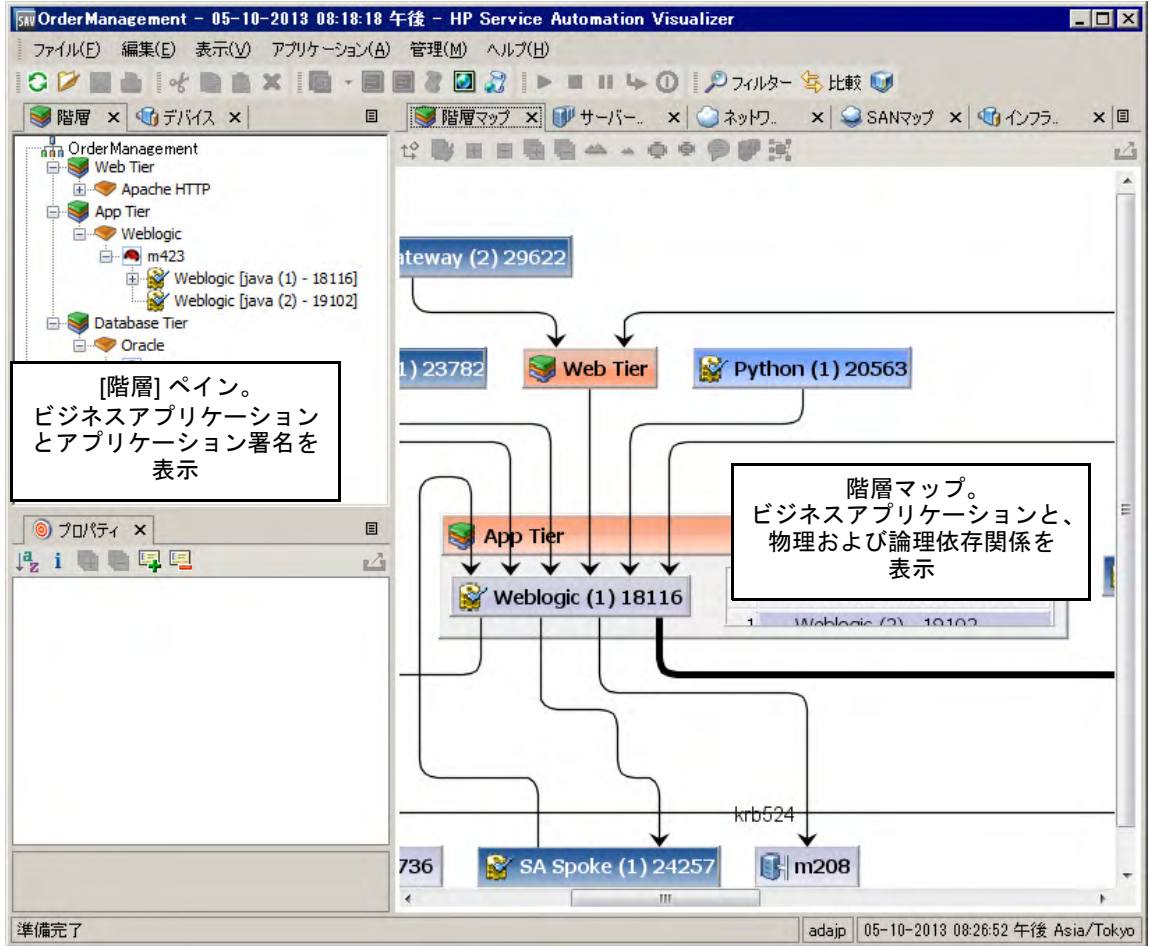 SAV OrderManagement - 05-10-2013 08:18:18 午後 - HP Service Automation Visualizer
ファイル(F) 編集(E) 表示(V) アプリケーション(A) 管理(M) ヘルプ(H)
フィルター 比較
階層 デバイス
階層マップ サーバー.. ネットワ.. SANマップ インフラ..
OrderManagement
Web Tier
Apache HTTP
App Tier
Weblogic
m423
Weblogic [java (1) - 18116]
Weblogic [java (2) - 19102]
Database Tier
Oracle
[階層] ペイン。
ビジネスアプリケーション
とアプリケーション署名を
表示
プロパティ
ateway (2) 29622
1) 23782
Web Tier
Python (1) 20563
階層マップ。
ビジネスアプリケーションと、
物理および論理依存関係を
表示
App Tier
Weblogic (1) 18116
1 Weblogic (2) - 19102
krb524
736
SA Spoke (1) 24257
m208
準備完了
adajp 05-10-2013 08:26:52 午後 Asia/Tokyo